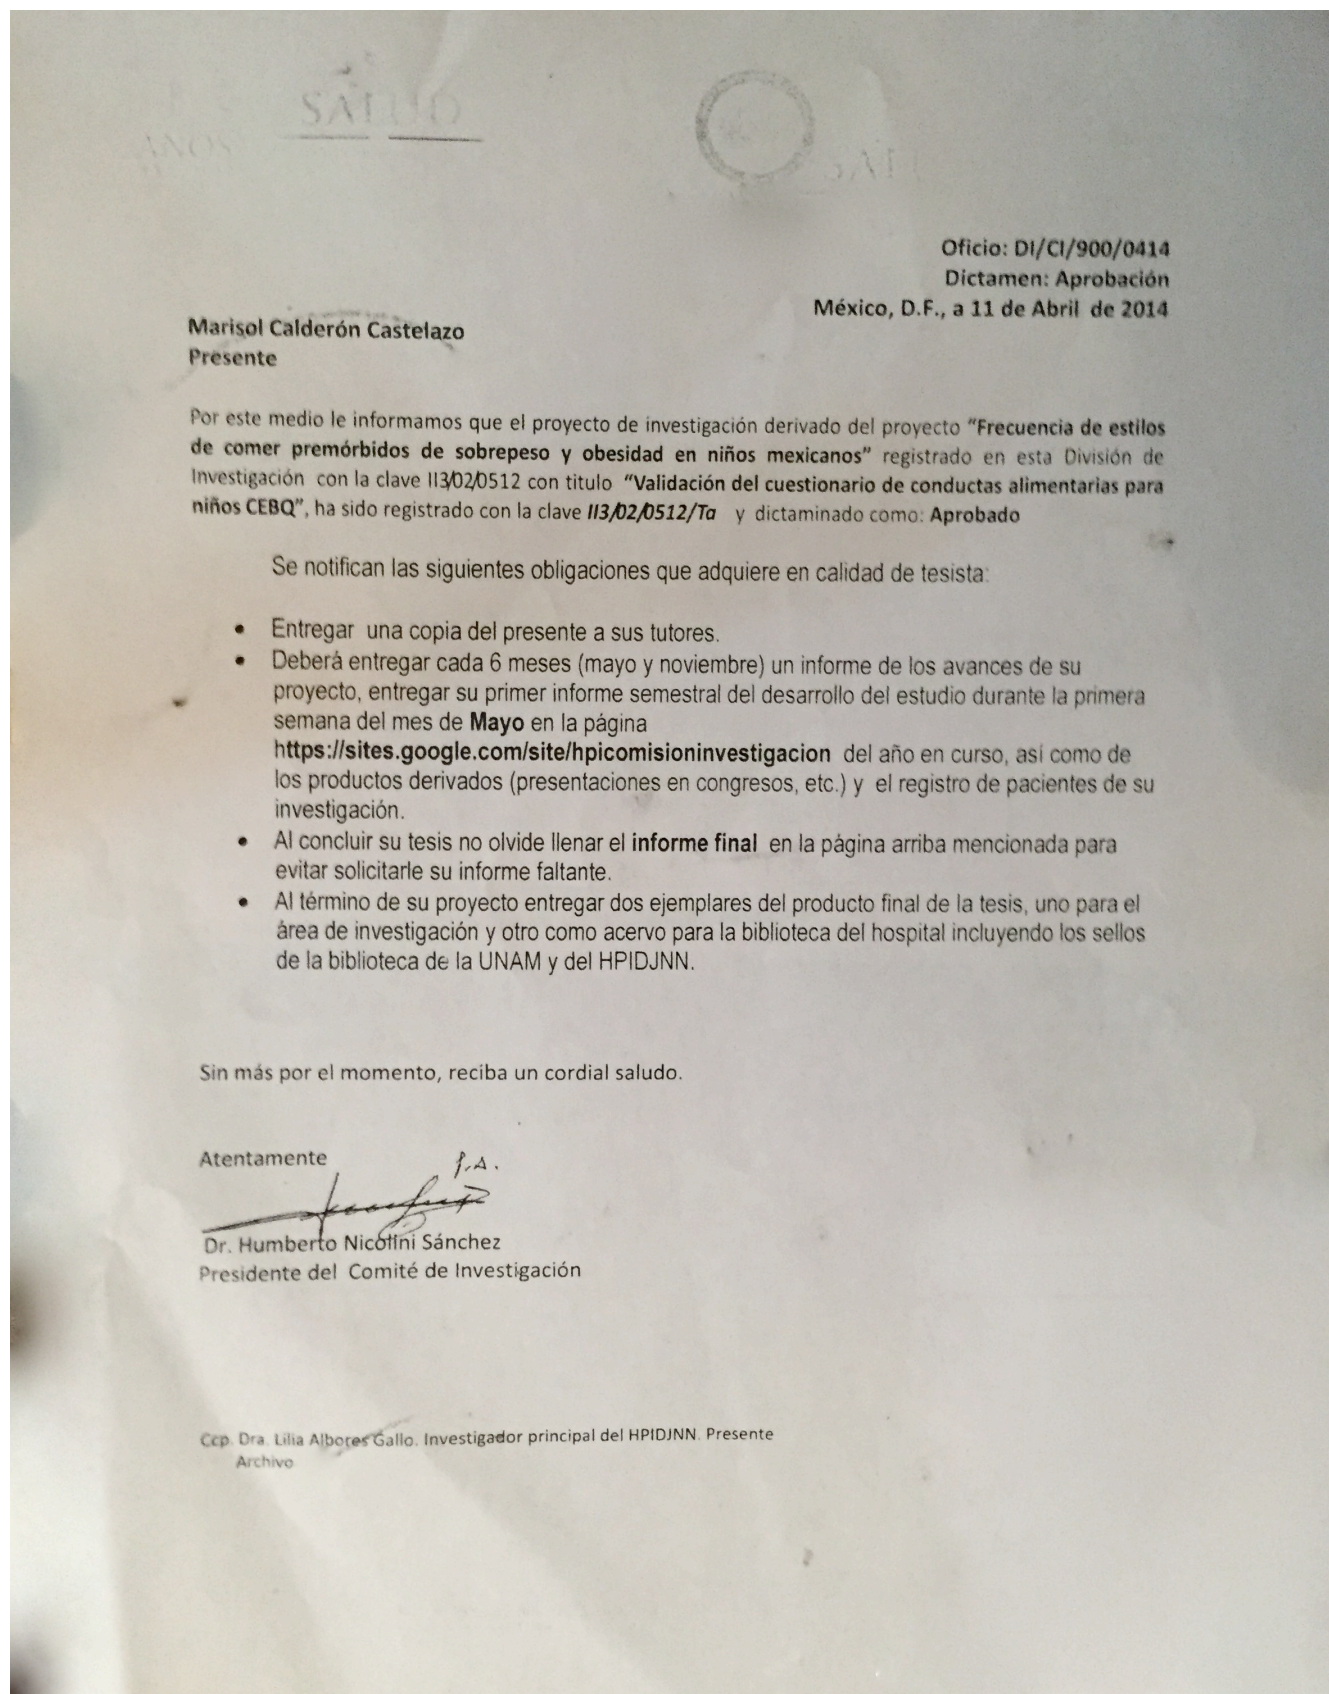 SALUD
Oficio: DI/CI/900/0414
Dictamen: Aprobación
México, D.F., a 11 de Abril de 2014
Marisol Calderón Castelazo
Presente
Por este medio le informamos que el proyecto de investigación derivado del proyecto “Frecuencia de estilos
de comer premórbidos de sobrepeso y obesidad en niños mexicanos” registrado en esta División de
Investigación con la clave II3/02/0512 con titulo “Validación del cuestionario de conductas alimentarias para
niños CEBQ”, ha sido registrado con la clave II3/02/0512/Ta y dictaminado como: Aprobado
Se notifican las siguientes obligaciones que adquiere en calidad de tesista:
• Entregar una copia del presente a sus tutores.
• Deberá entregar cada 6 meses (mayo y noviembre) un informe de los avances de su
proyecto, entregar su primer informe semestral del desarrollo del estudio durante la primera
semana del mes de Mayo en la página
https://sites.google.com/site/hpicomisioninvestigacion del año en curso, así como de
los productos derivados (presentaciones en congresos, etc.) y el registro de pacientes de su
investigación.
• Al concluir su tesis no olvide llenar el informe final en la página arriba mencionada para
evitar solicitarle su informe faltante.
• Al término de su proyecto entregar dos ejemplares del producto final de la tesis, uno para el
área de investigación y otro como acervo para la biblioteca del hospital incluyendo los sellos
de la biblioteca de la UNAM y del HPIDJNN.
Sin más por el momento, reciba un cordial saludo.
Atentamente
P.A.
Dr. Humberto Nicolini Sánchez
Presidente del Comité de Investigación
Ccp. Dra. Lilia Albores Gallo. Investigador principal del HPIDJNN. Presente
Archivo